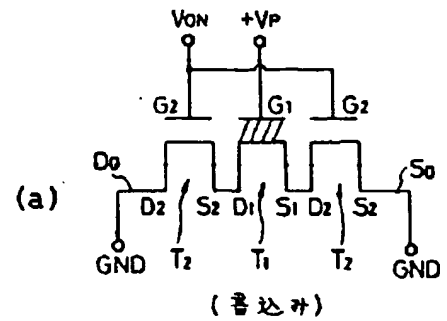 VON +VP
G2 G1 G2
D0 S0
(a) D2 S2 D1 S1 D2 S2
GND T2 T1 T2 GND
(書込み)